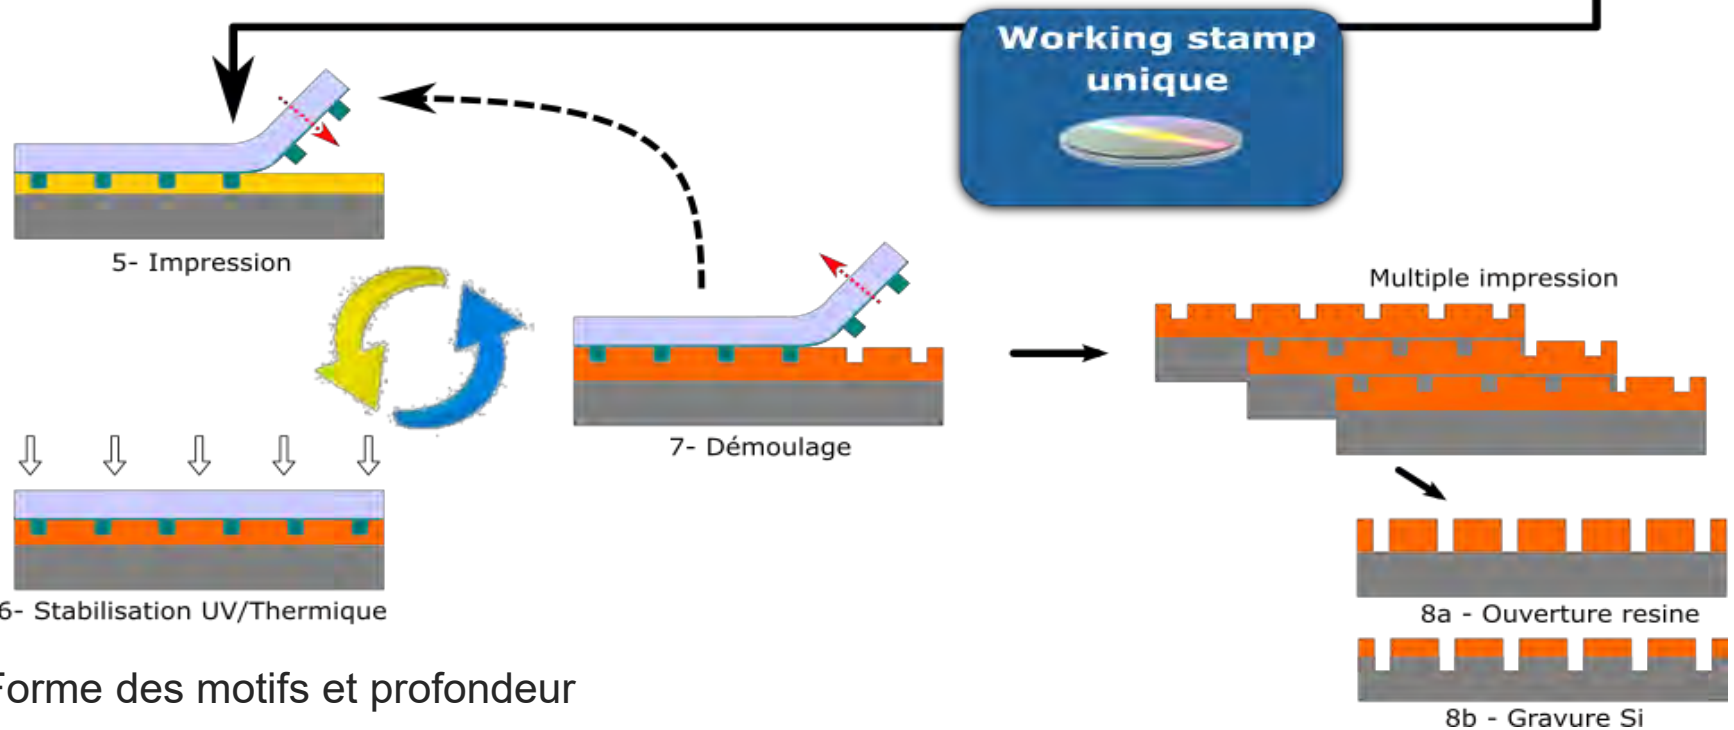 Working stamp
unique
5- Impression
Multiple impression
7- Démoulage
6- Stabilisation UV/Thermique
8a - Ouverture resine
Forme des motifs et profondeur
8b - Gravure Si